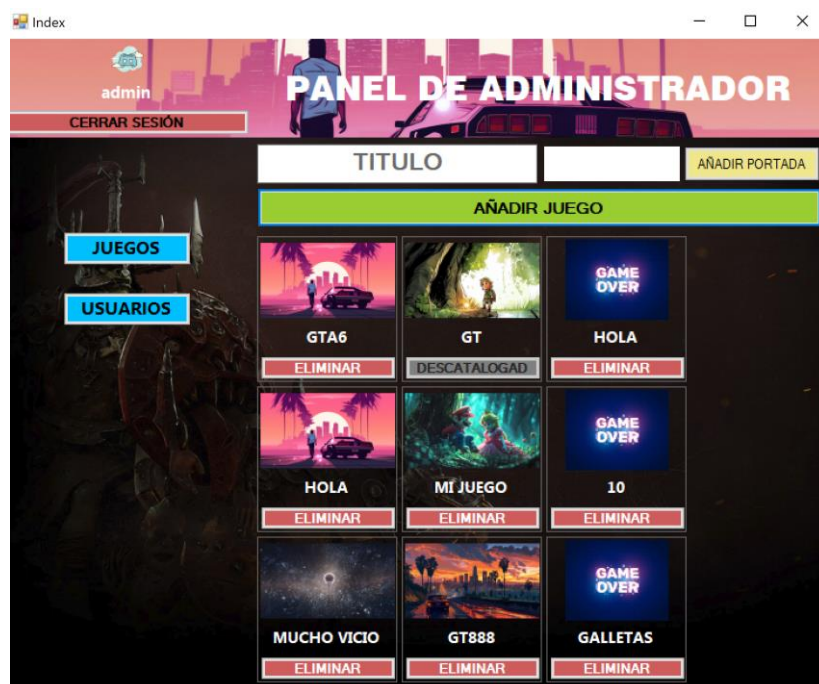 Index
admin
PANEL DE ADMINISTRADOR
CERRAR SESIÓN
TITULO
AÑADIR PORTADA
AÑADIR JUEGO
JUEGOS
USUARIOS
GAME
OVER
GTA6
GT
HOLA
ELIMINAR
DESCATALOGAD
ELIMINAR
GAME
OVER
HOLA
MI JUEGO
10
ELIMINAR
ELIMINAR
ELIMINAR
GAME
OVER
MUCHO VICIO
GT888
GALLETAS
ELIMINAR
ELIMINAR
ELIMINAR